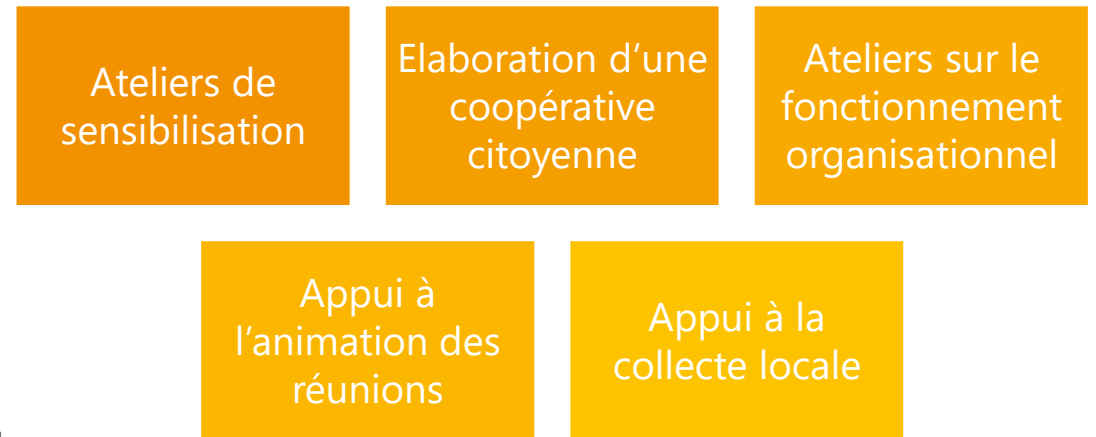 Ateliers de
sensibilisation
Elaboration d’une
coopérative
citoyenne
Ateliers sur le
fonctionnement
organisationnel
Appui à
l’animation des
réunions
Appui à la
collecte locale